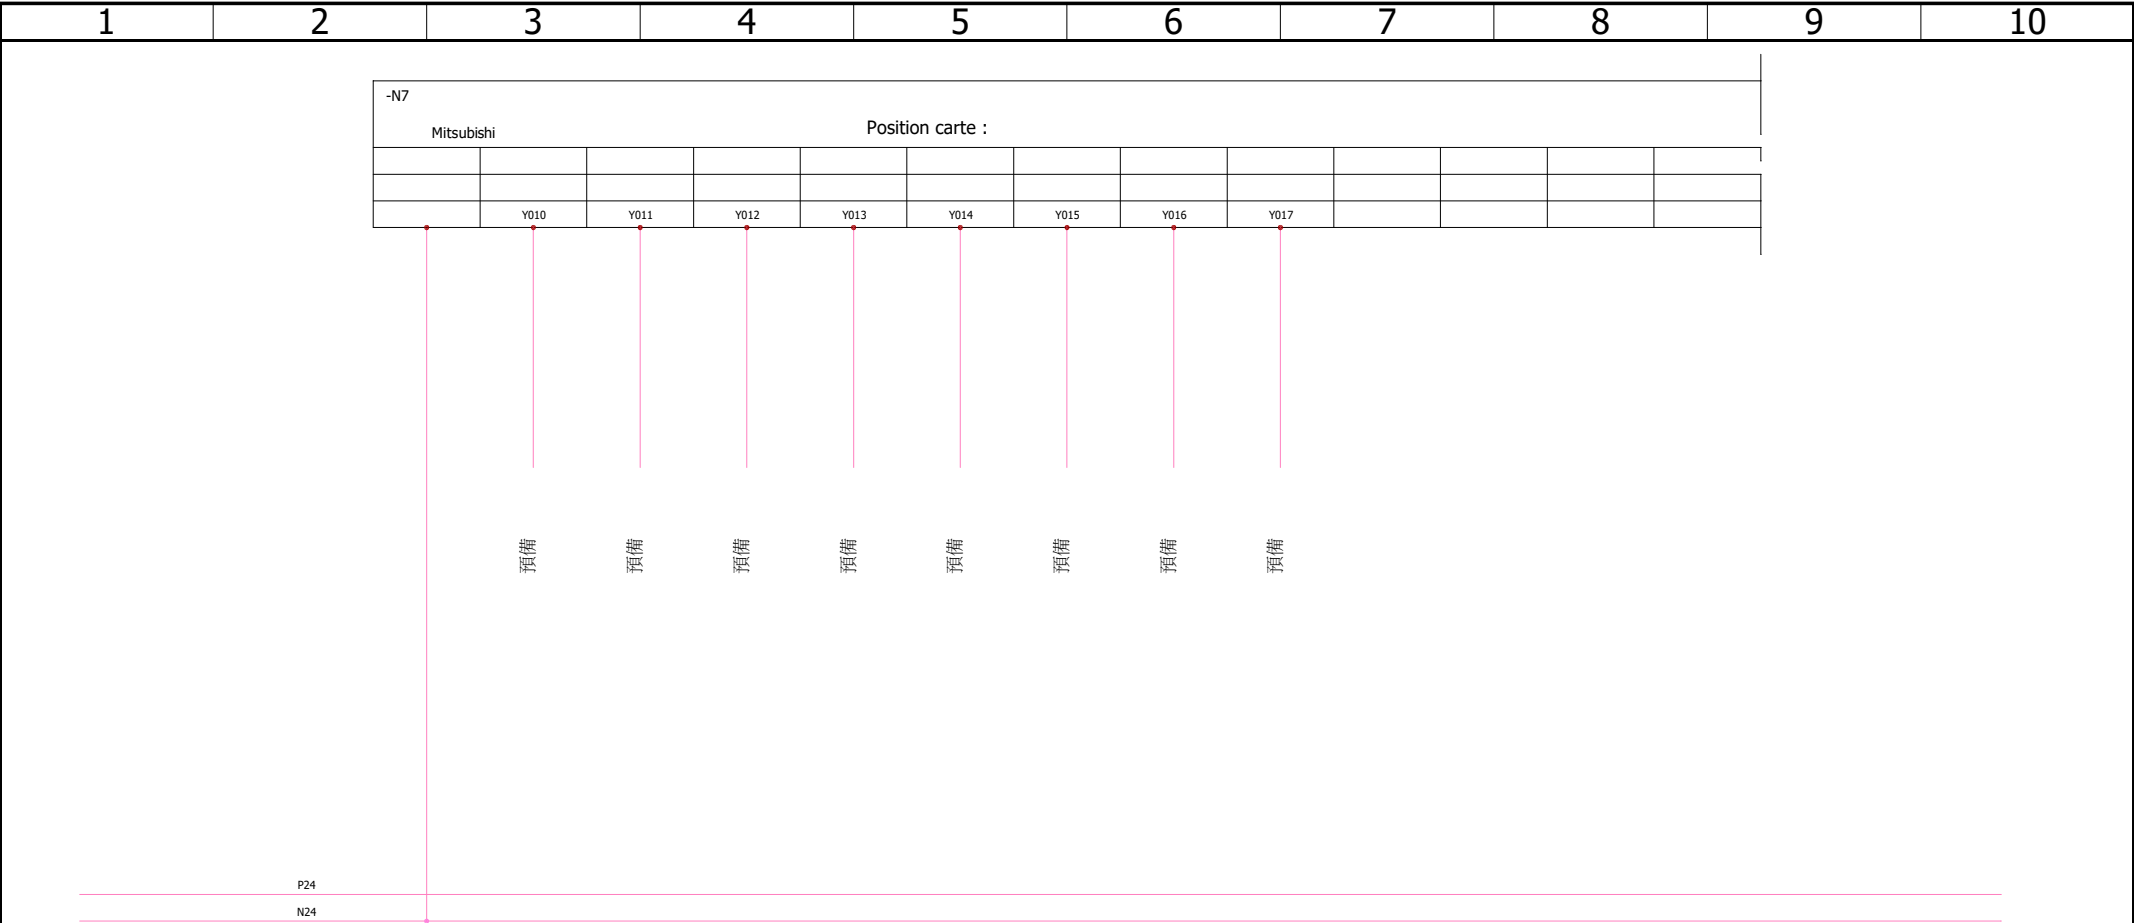 1 2 3 4 5 6 7 8 9 10
-N7
Mitsubishi
Position carte :
Y010 Y011 Y012 Y013 Y014 Y015 Y016 Y017
預備 預備 預備 預備 預備 預備 預備 預備
P24
N24